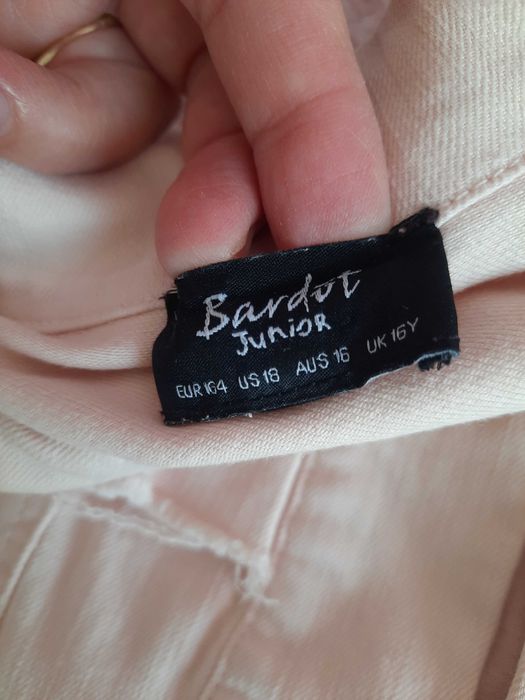 Bardot
JUNIOR
EUR 164 US 18 AUS 16 UK 16Y